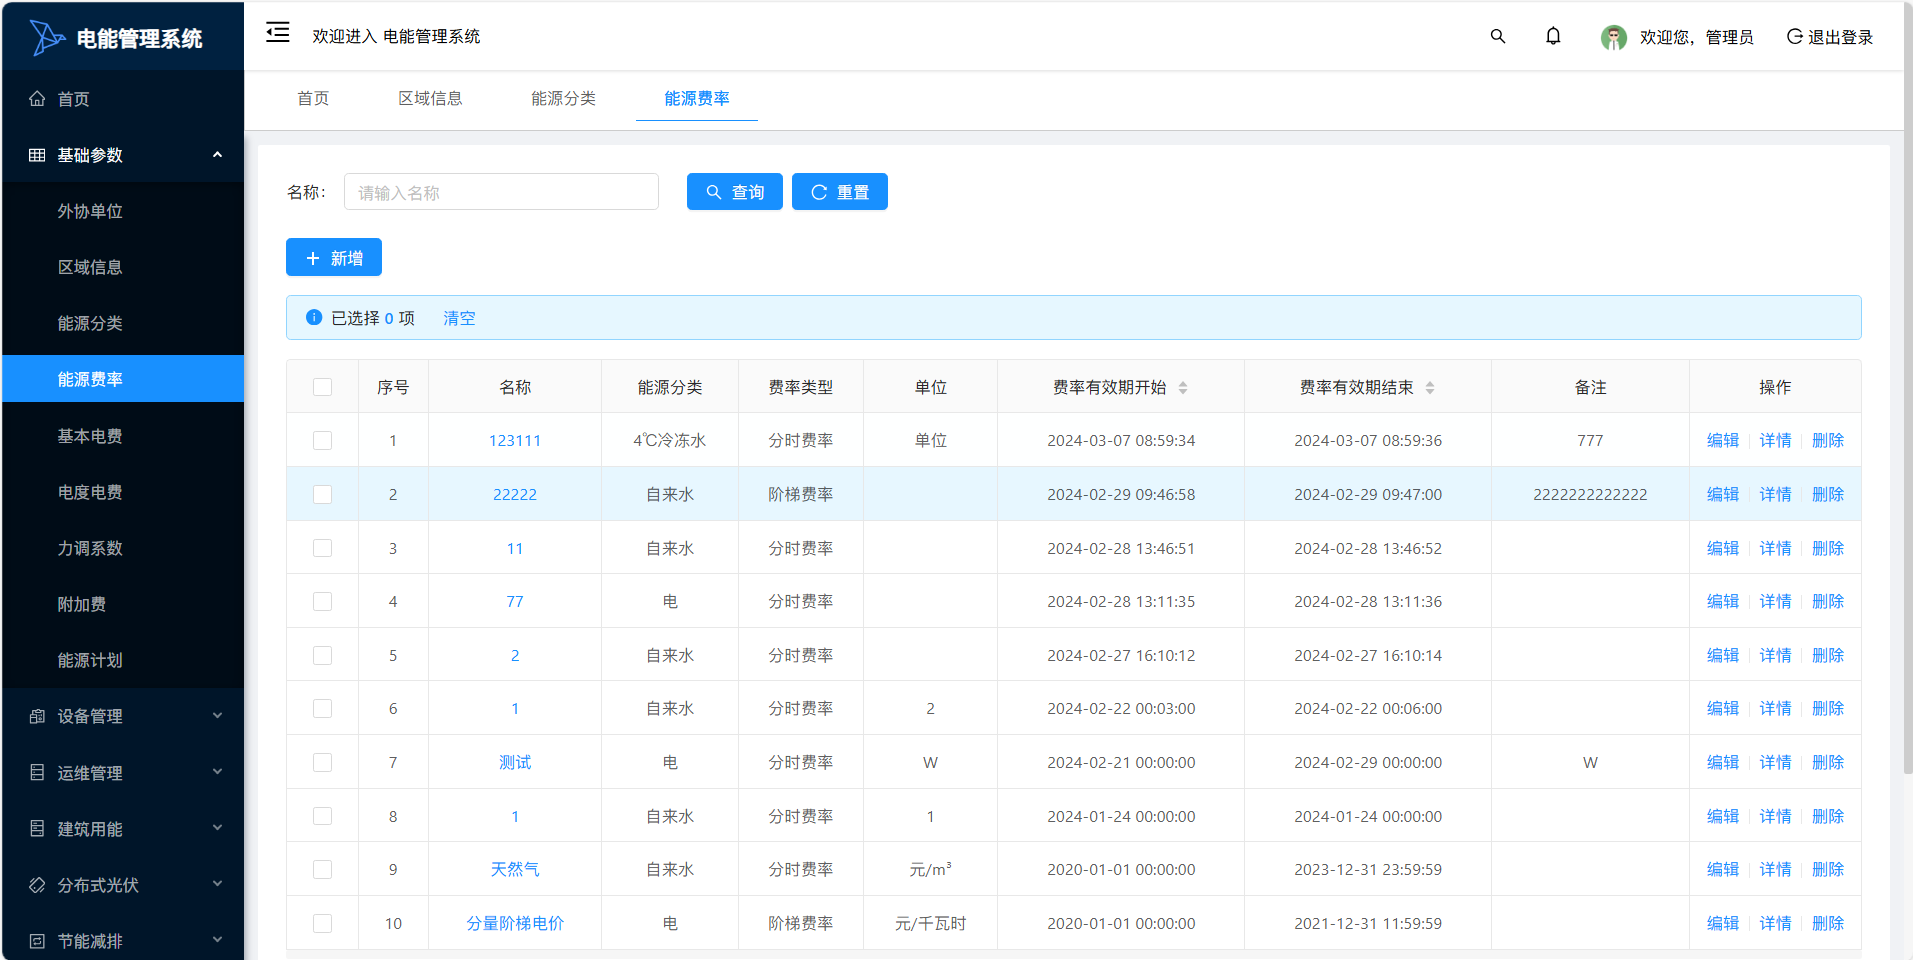 电能管理系统
欢迎进入 电能管理系统
欢迎您，管理员
退出登录
首页
基础参数
外协单位
区域信息
能源分类
能源费率
基本电费
电度电费
力调系数
附加费
能源计划
设备管理
运维管理
建筑用能
分布式光伏
节能减排
首页 区域信息 能源分类 能源费率
名称： 请输入名称 查询 重置
新增
已选择 0 项 清空
序号 名称 能源分类 费率类型 单位 费率有效期开始 费率有效期结束 备注 操作
1 123111 4℃冷冻水 分时费率 单位 2024-03-07 08:59:34 2024-03-07 08:59:36 777 编辑 详情 删除
2 22222 自来水 阶梯费率 2024-02-29 09:46:58 2024-02-29 09:47:00 2222222222222 编辑 详情 删除
3 11 自来水 分时费率 2024-02-28 13:46:51 2024-02-28 13:46:52 编辑 详情 删除
4 77 电 分时费率 2024-02-28 13:11:35 2024-02-28 13:11:36 编辑 详情 删除
5 2 自来水 分时费率 2024-02-27 16:10:12 2024-02-27 16:10:14 编辑 详情 删除
6 1 自来水 分时费率 2 2024-02-22 00:03:00 2024-02-22 00:06:00 编辑 详情 删除
7 测试 电 分时费率 W 2024-02-21 00:00:00 2024-02-29 00:00:00 W 编辑 详情 删除
8 1 自来水 分时费率 1 2024-01-24 00:00:00 2024-01-24 00:00:00 编辑 详情 删除
9 天然气 自来水 分时费率 元/m³ 2020-01-01 00:00:00 2023-12-31 23:59:59 编辑 详情 删除
10 分量阶梯电价 电 阶梯费率 元/千瓦时 2020-01-01 00:00:00 2021-12-31 11:59:59 编辑 详情 删除